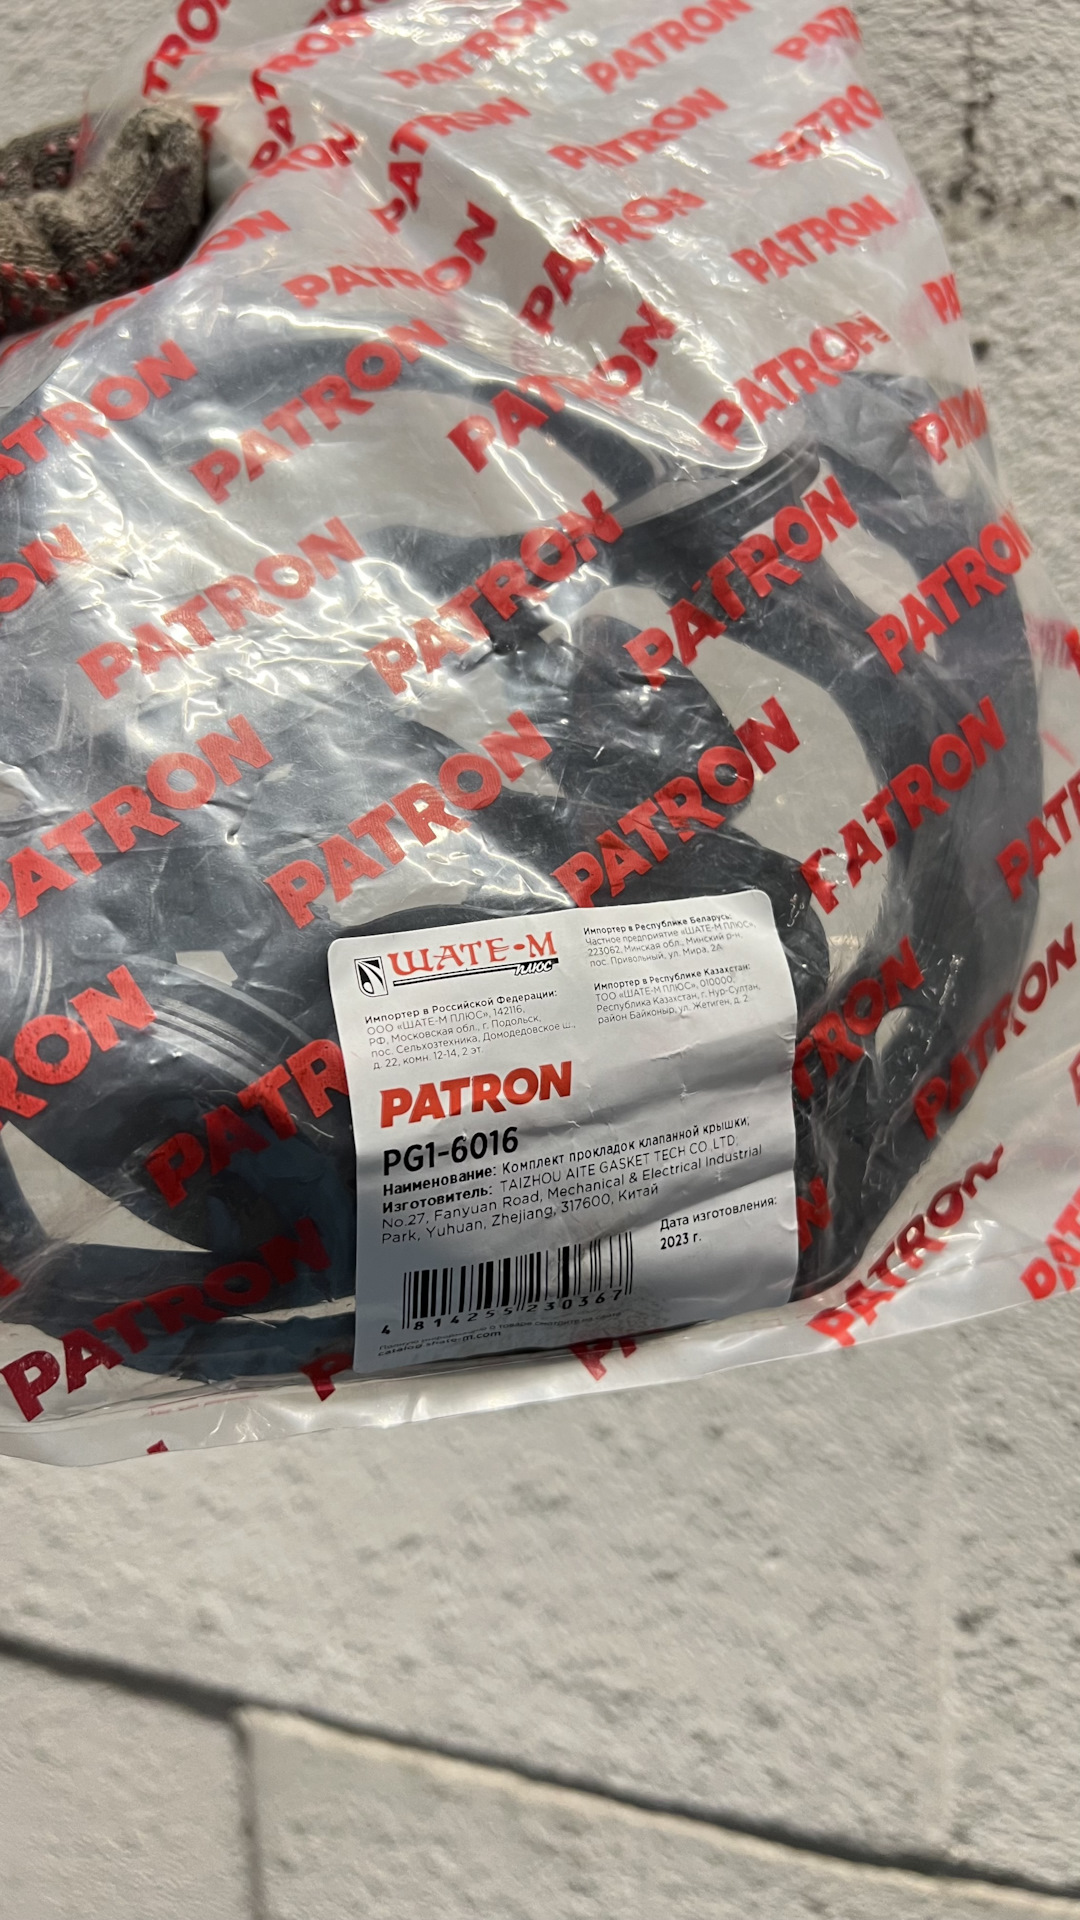 PATRON
ШАТЕ-М
ПЛЮС
Импортер в Российской Федерации:
ООО «ШАТЕ-М ПЛЮС», 142116,
РФ, Московская обл., г. Подольск,
пос. Сельхозтехника, Домодедовское ш.,
д. 22, комн. 12-14, 2 эт.
Импортер в Республике Беларусь:
Частное предприятие «ШАТЕ-М ПЛЮС»,
223062, Минская обл., Минский р-н,
пос. Привольный, ул. Мира, 2А
Импортер в Республике Казахстан:
ТОО «ШАТЕ-М ПЛЮС», 010000,
Республика Казахстан, г. Нур-Султан,
район Байконыр, ул. Жетиген, д. 2
PATRON
PG1-6016
Наименование: Комплект прокладок клапанной крышки;
Изготовитель: TAIZHOU AITE GASKET TECH CO.,LTD;
No.27, Fanyuan Road, Mechanical & Electrical Industrial
Park, Yuhuan, Zhejiang, 317600, Китай
Дата изготовления:
2023 г.
4 814255 230367
о товаре смотрите на сайте
catalog.shate-m.com